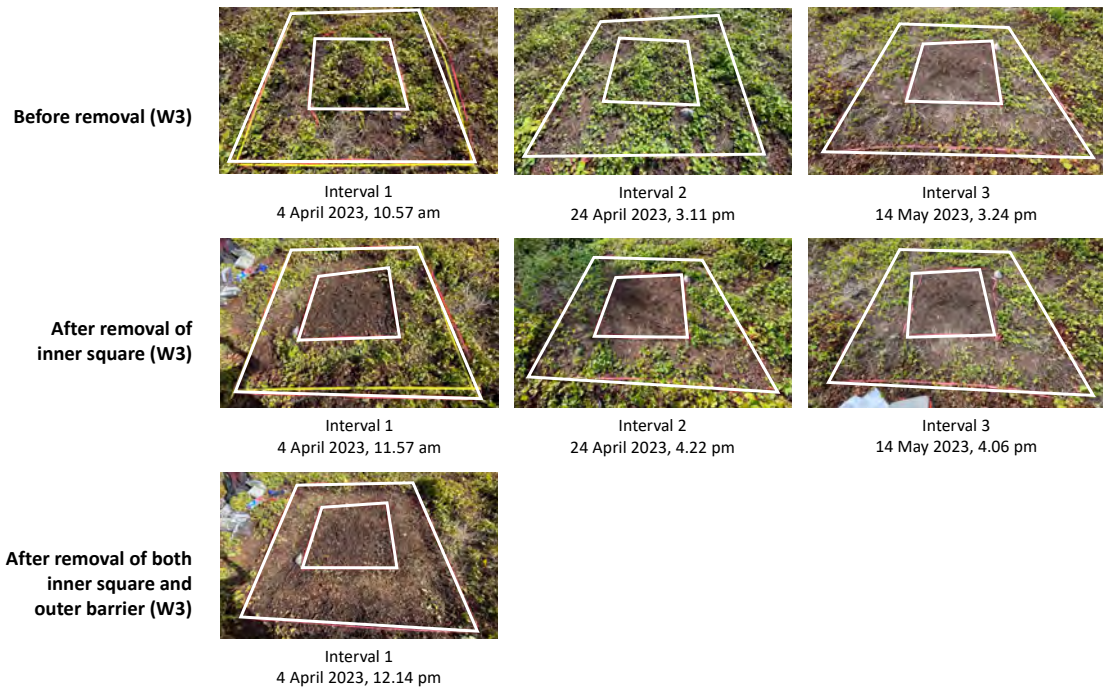 Before removal (W3)
Interval 1
4 April 2023, 10.57 am
Interval 2
24 April 2023, 3.11 pm
Interval 3
14 May 2023, 3.24 pm
After removal of
inner square (W3)
Interval 1
4 April 2023, 11.57 am
Interval 2
24 April 2023, 4.22 pm
Interval 3
14 May 2023, 4.06 pm
After removal of both
inner square and
outer barrier (W3)
Interval 1
4 April 2023, 12.14 pm